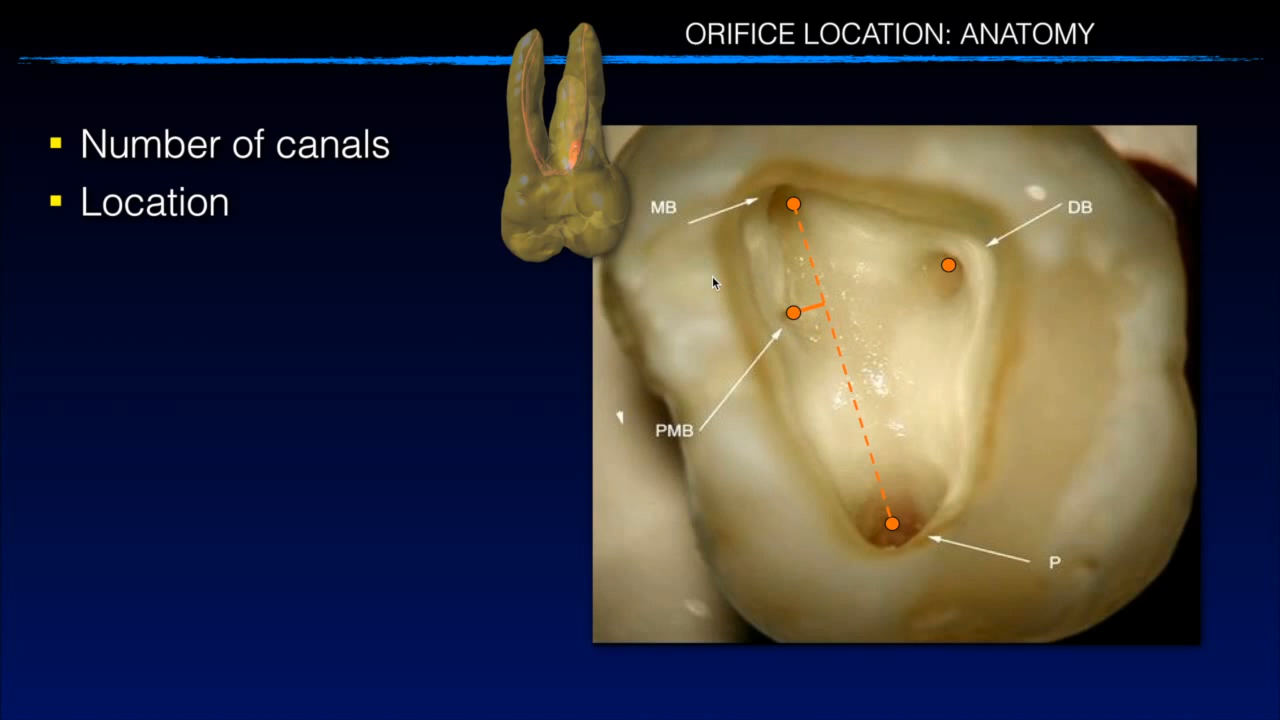 ORIFICE LOCATION: ANATOMY
Number of canals
Location
MB
DB
PMB
P